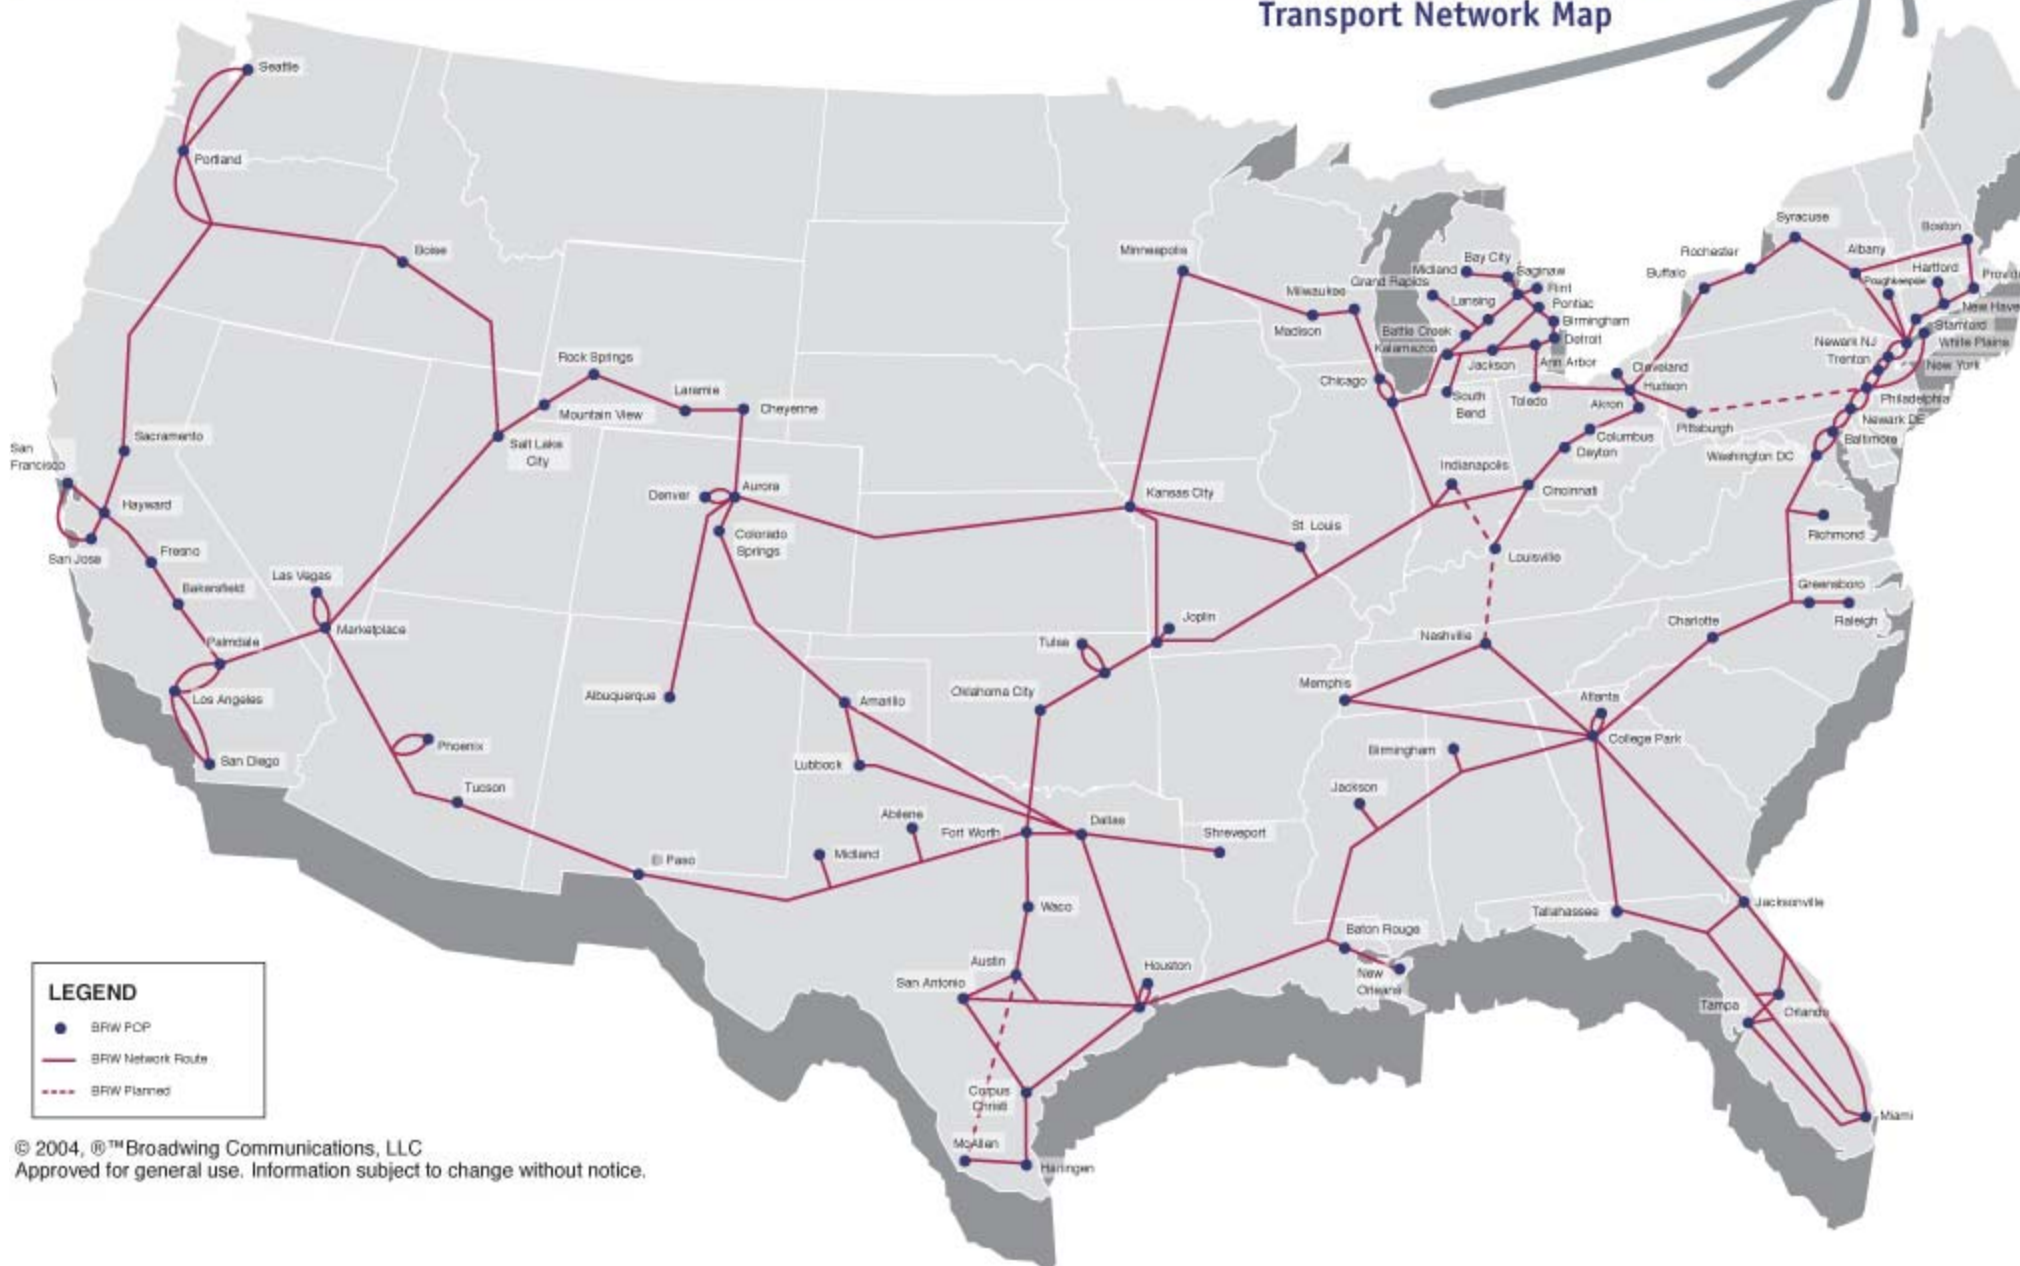 Transport Network Map
Seattle
Portland
Boise
Minneapolis
Syracuse
Boston
Rochester
Albany
Buffalo
Hartford
Provid
Poughkeepsie
Bay City
Midland
Saginaw
Grand Rapids
Flint
Milwaukee
Lansing
Pontiac
New Have
Madison
Battle Creek
Birmingham
Stamford
Kalamazoo
Detroit
Newark NJ
White Plains
Jackson
Ann Arbor
Trenton
New York
Rock Springs
Laramie
Cheyenne
Mountain View
Chicago
Cleveland
Hudson
South
Bend
Toledo
Akron
Philadelphia
Pittsburgh
Newark DE
Sacramento
Salt Lake
City
Columbus
Baltimore
San
Francisco
Dayton
Washington DC
Indianapolis
Denver
Aurora
Kansas City
Cincinnati
Hayward
St. Louis
Richmond
San Jose
Fresno
Colorado
Springs
Louisville
Las Vegas
Bakersfield
Greensboro
Marketplace
Joplin
Charlotte
Raleigh
Palmdale
Tulsa
Nashville
Los Angeles
Albuquerque
Amarillo
Oklahoma City
Memphis
Atlanta
College Park
Phoenix
Birmingham
San Diego
Lubbock
Tucson
Jackson
Abilene
Fort Worth
Dallas
Shreveport
El Paso
Midland
Waco
Tallahassee
Jacksonville
Baton Rouge
Austin
Houston
San Antonio
New
Orleans
Tampa
Orlando
Corpus
Christi
Miami
McAllen
Harlingen
LEGEND
BRW POP
BRW Network Route
BRW Planned
© 2004, ®™Broadwing Communications, LLC
Approved for general use. Information subject to change without notice.